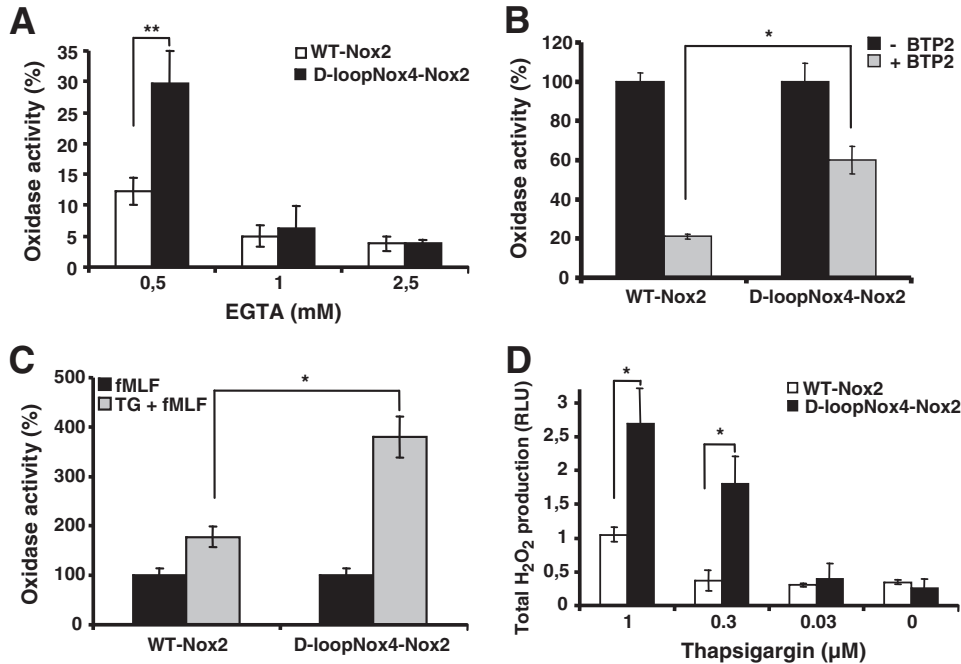 A
**
WT-Nox2
D-loopNox4-Nox2
Oxidase activity (%)
35
30
25
20
15
10
5
0
0,5
1
2,5
EGTA (mM)
B
*
- BTP2
+ BTP2
Oxidase activity (%)
120
100
80
60
40
20
0
WT-Nox2
D-loopNox4-Nox2
C
fMLF
TG + fMLF
*
Oxidase activity (%)
500
400
300
200
100
0
WT-Nox2
D-loopNox4-Nox2
D
*
*
WT-Nox2
D-loopNox4-Nox2
Total H2O2 production (RLU)
3
2,5
2
1,5
1
0,5
0
1
0.3
0.03
0
Thapsigargin (µM)